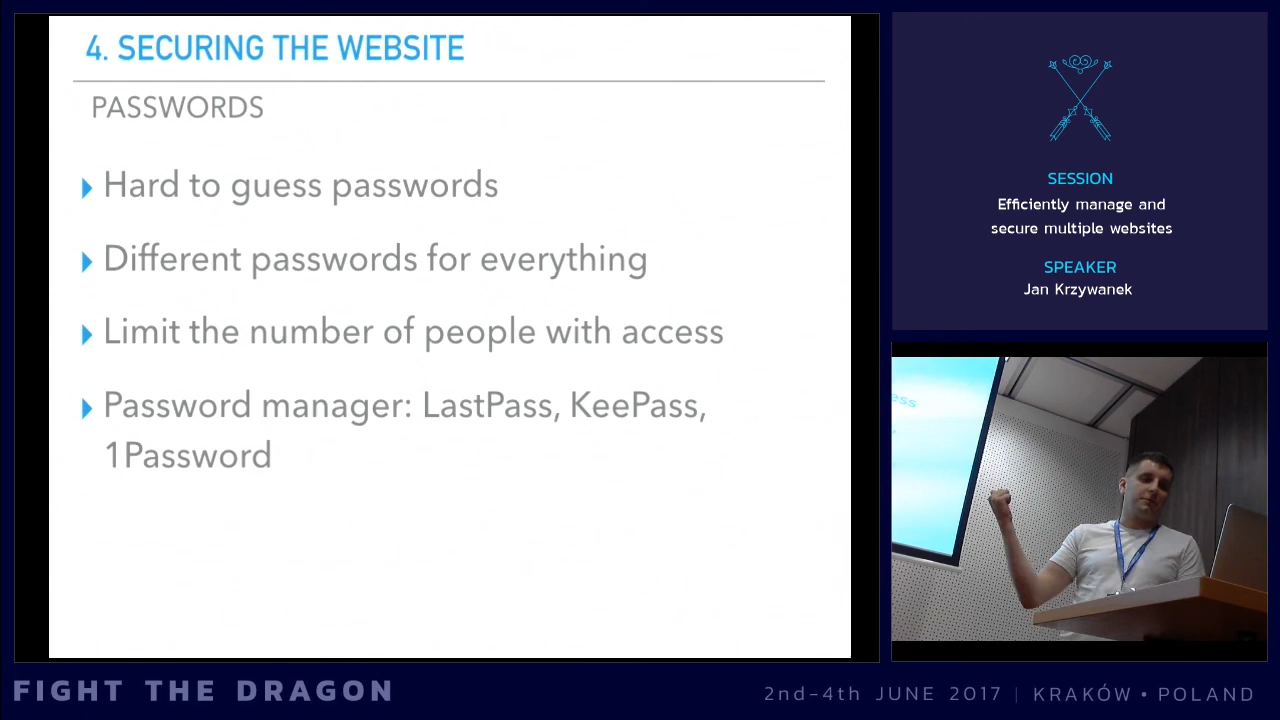 4. SECURING THE WEBSITE
PASSWORDS
Hard to guess passwords
Different passwords for everything
Limit the number of people with access
Password manager: LastPass, KeePass,
1Password
SESSION
Efficiently manage and
secure multiple websites
SPEAKER
Jan Krzywanek
FIGHT THE DRAGON
2nd-4th JUNE 2017 | KRAKÓW • POLAND